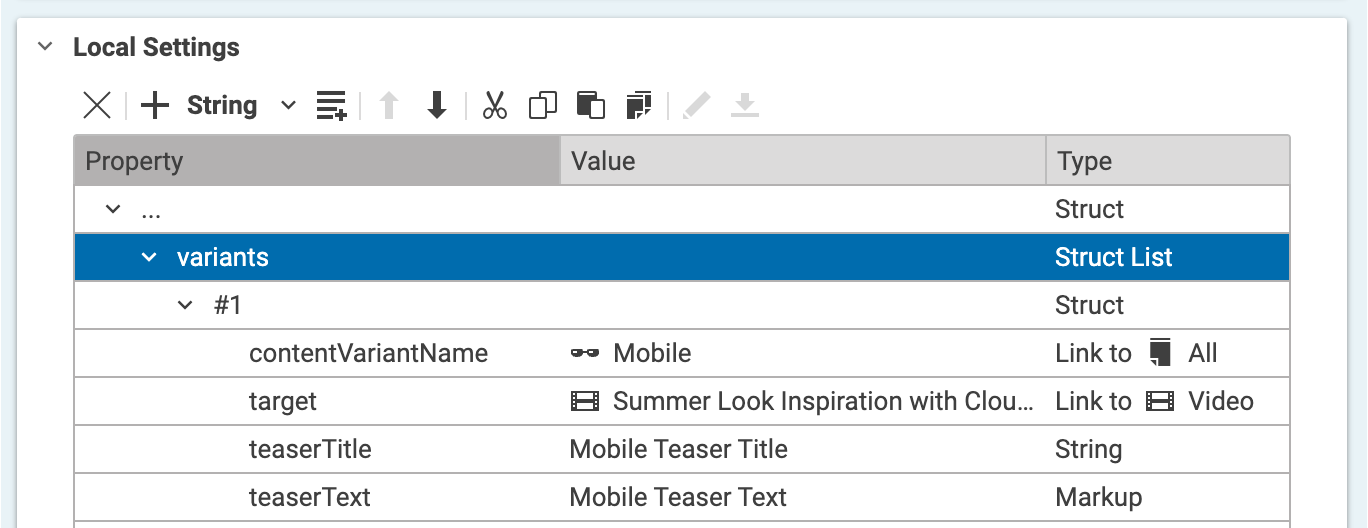 Local Settings
String
Property Value Type
... Struct
variants Struct List
#1 Struct
contentVariantName Mobile Link to All
target Summer Look Inspiration with Clou... Link to Video
teaserTitle Mobile Teaser Title String
teaserText Mobile Teaser Text Markup